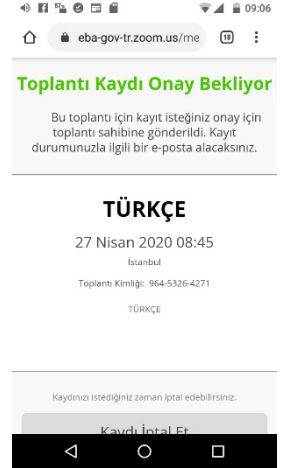 09:06
eba-gov-tr.zoom.us/me
18
Toplantı Kaydı Onay Bekliyor
Bu toplantı için kayıt isteğiniz onay için
toplantı sahibine gönderildi. Kayıt
durumunuzla ilgili bir e-posta alacaksınız.
TÜRKÇE
27 Nisan 2020 08:45
İstanbul
Toplantı Kimliği: 964-5326-4271
TÜRKÇE
Kaydınızı istediğiniz zaman iptal edebilirsiniz.
Kaydı İptal Et